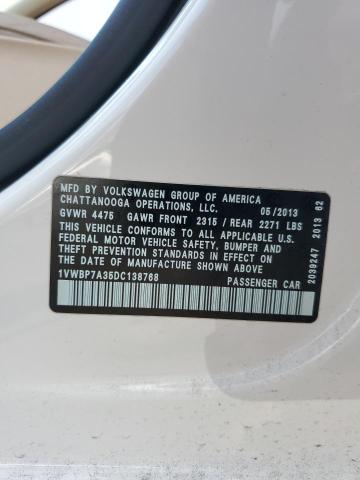 MFD BY VOLKSWAGEN GROUP OF AMERICA
CHATTANOOGA OPERATIONS, LLC. 05/2013
GVWR 4475 GAWR FRONT 2315 / REAR 2271 LBS
THIS VEHICLE CONFORMS TO ALL APPLICABLE U.S.
FEDERAL MOTOR VEHICLE SAFETY, BUMPER AND
THEFT PREVENTION STANDARDS IN EFFECT ON
THE DATE OF MANUFACTURE SHOWN ABOVE.
1VWBP7A35DC138768 PASSENGER CAR
2039247 2013 62